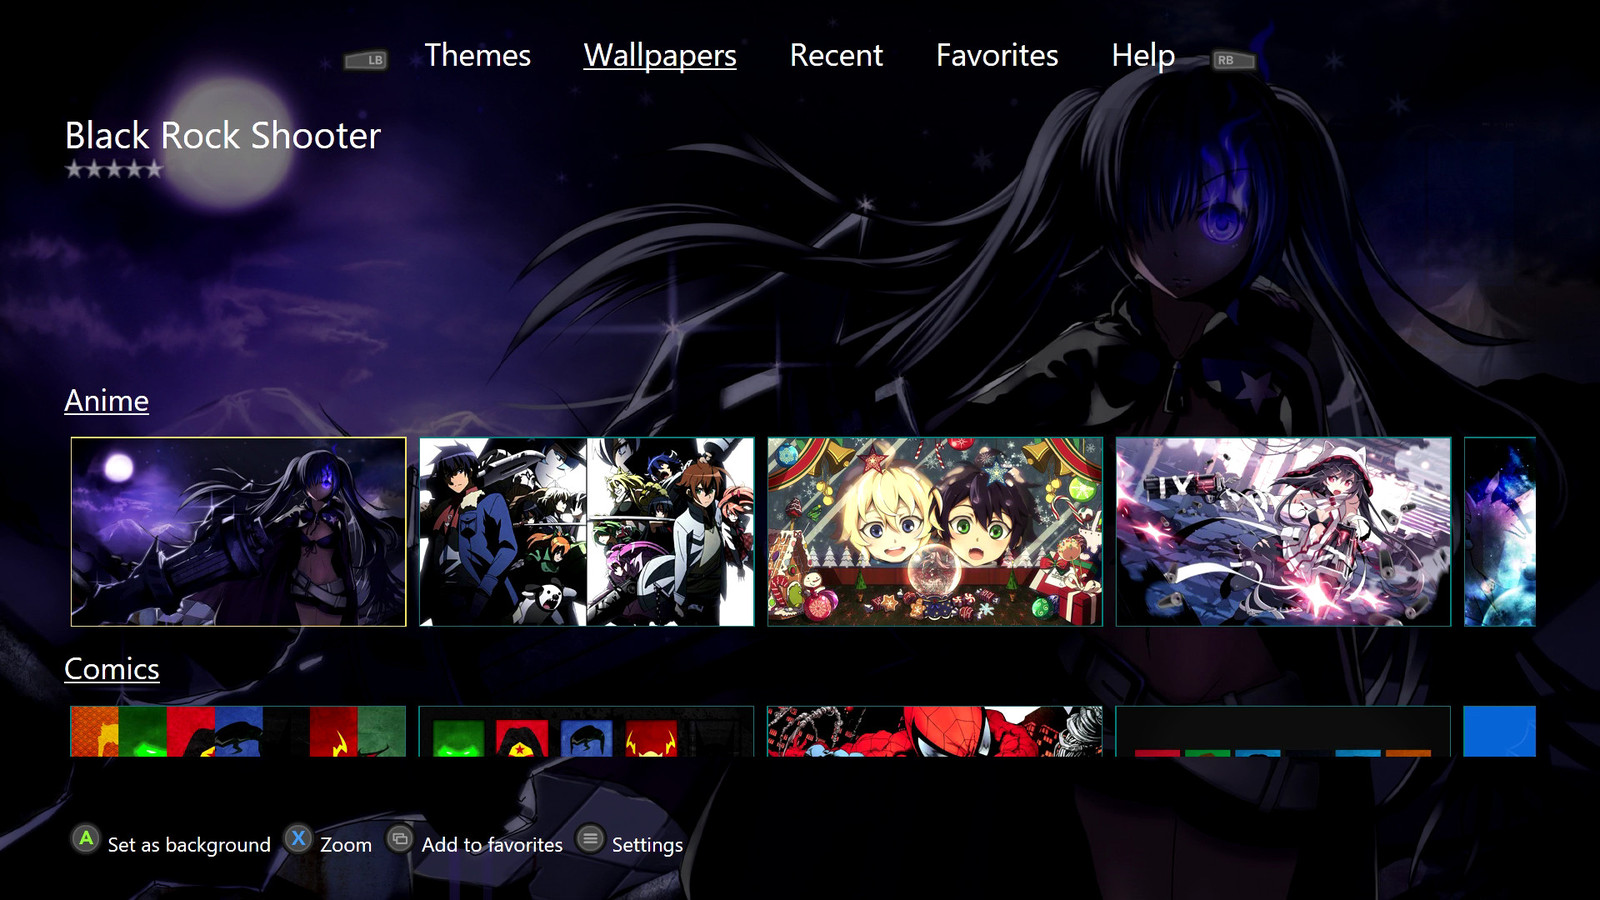 LB Themes Wallpapers Recent Favorites Help RB
Black Rock Shooter
Anime
Comics
A Set as background X Zoom Add to favorites Settings